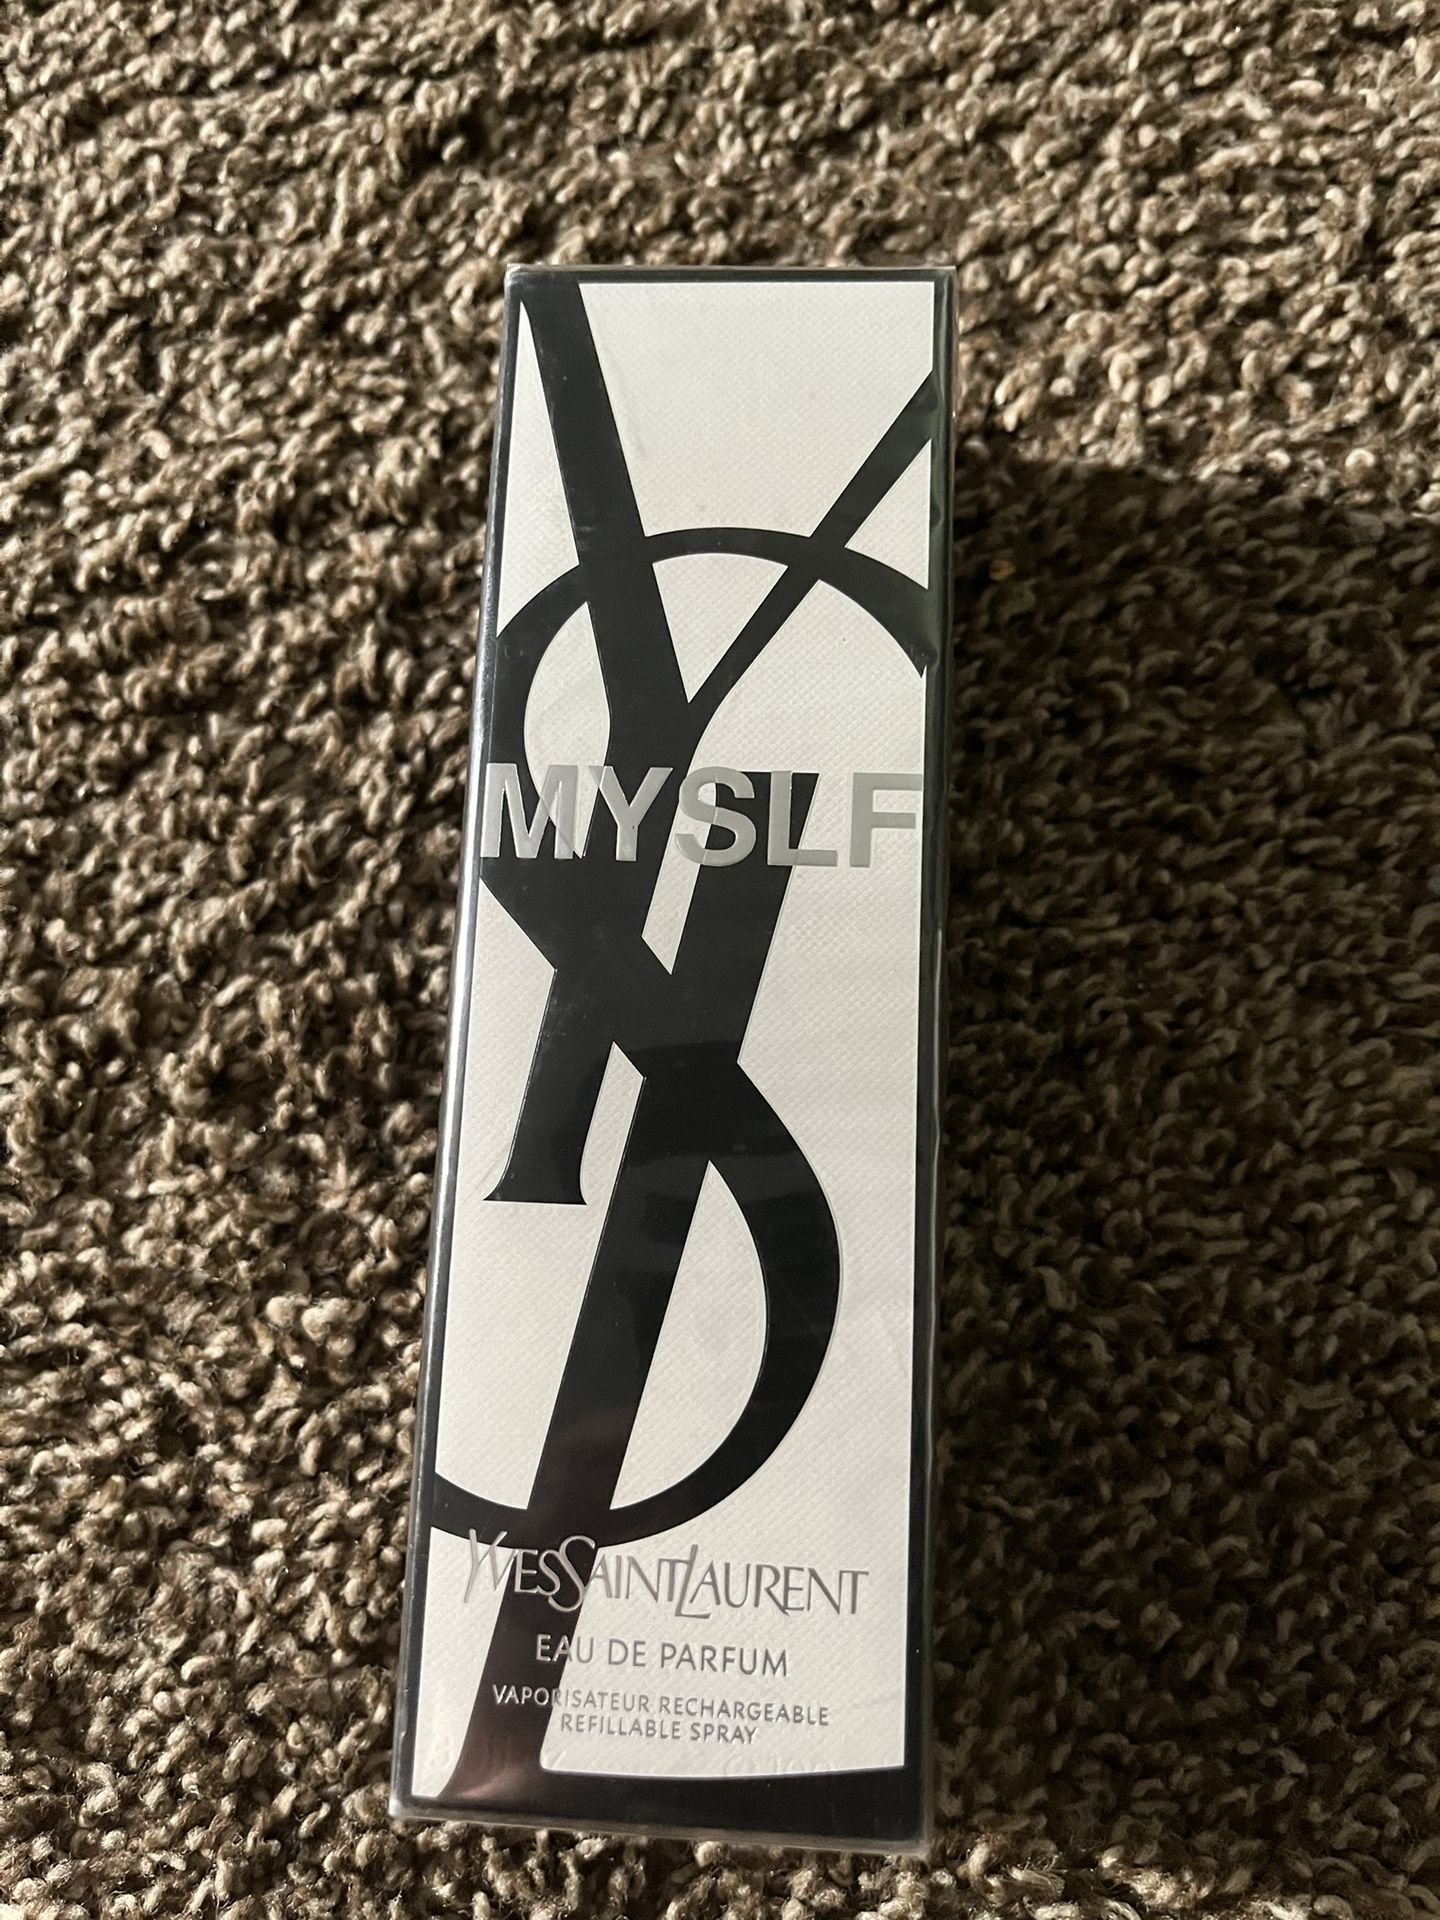 MYSLF
YVESSAINTLAURENT
EAU DE PARFUM
VAPORISATEUR RECHARGEABLE
REFILLABLE SPRAY